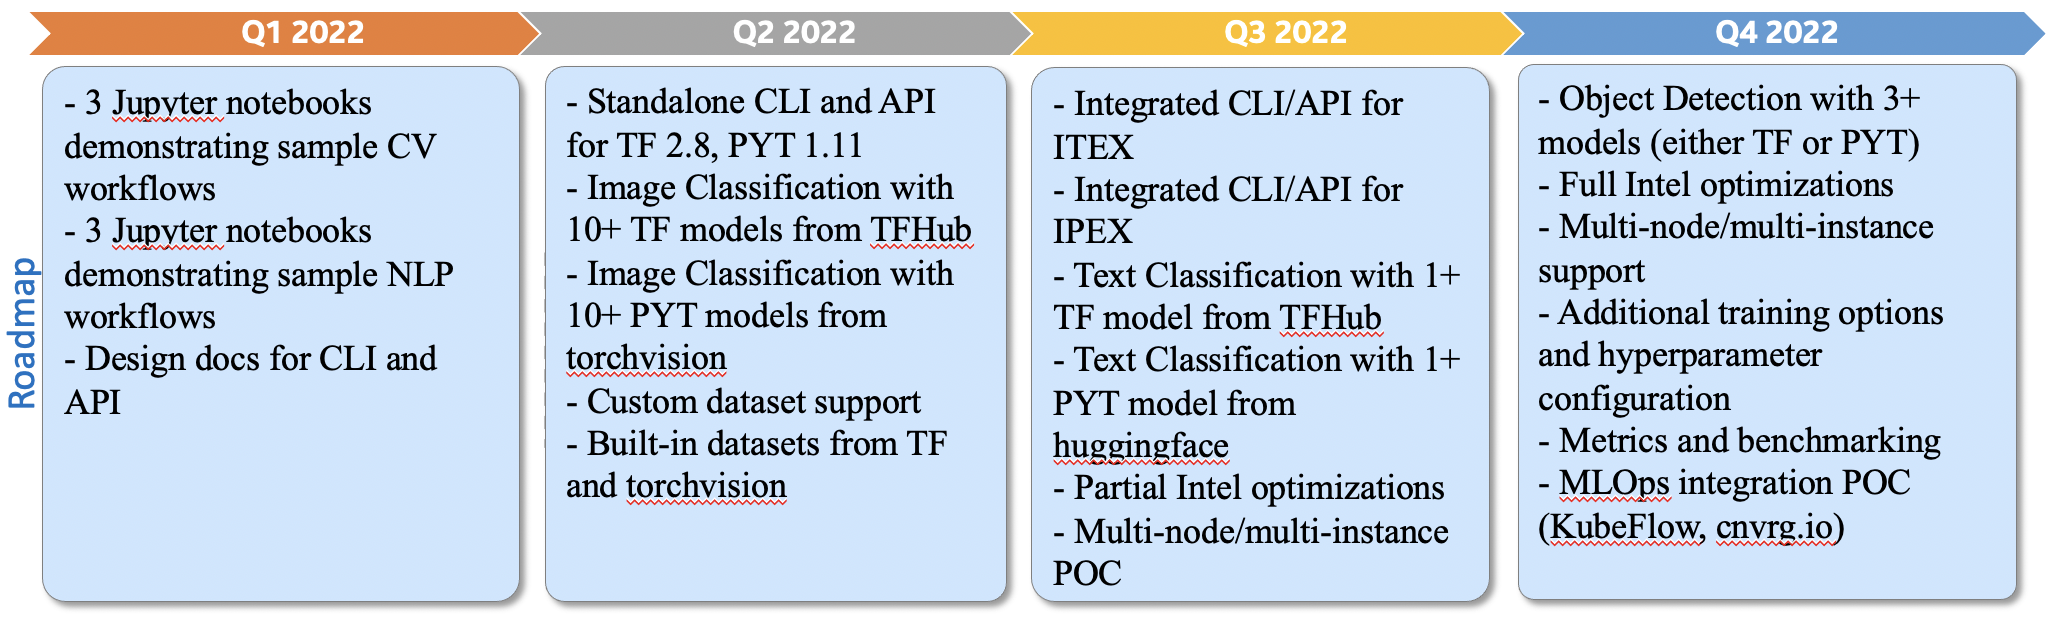 Q1 2022
Q2 2022
Q3 2022
Q4 2022
Roadmap
- 3 Jupyter notebooks
demonstrating sample CV
workflows
- 3 Jupyter notebooks
demonstrating sample NLP
workflows
- Design docs for CLI and
API
- Standalone CLI and API
for TF 2.8, PYT 1.11
- Image Classification with
10+ TF models from TFHub
- Image Classification with
10+ PYT models from
torchvision
- Custom dataset support
- Built-in datasets from TF
and torchvision
- Integrated CLI/API for
ITEX
- Integrated CLI/API for
IPEX
- Text Classification with 1+
TF model from TFHub
- Text Classification with 1+
PYT model from
huggingface
- Partial Intel optimizations
- Multi-node/multi-instance
POC
- Object Detection with 3+
models (either TF or PYT)
- Full Intel optimizations
- Multi-node/multi-instance
support
- Additional training options
and hyperparameter
configuration
- Metrics and benchmarking
- MLOps integration POC
(KubeFlow, cnvrg.io)